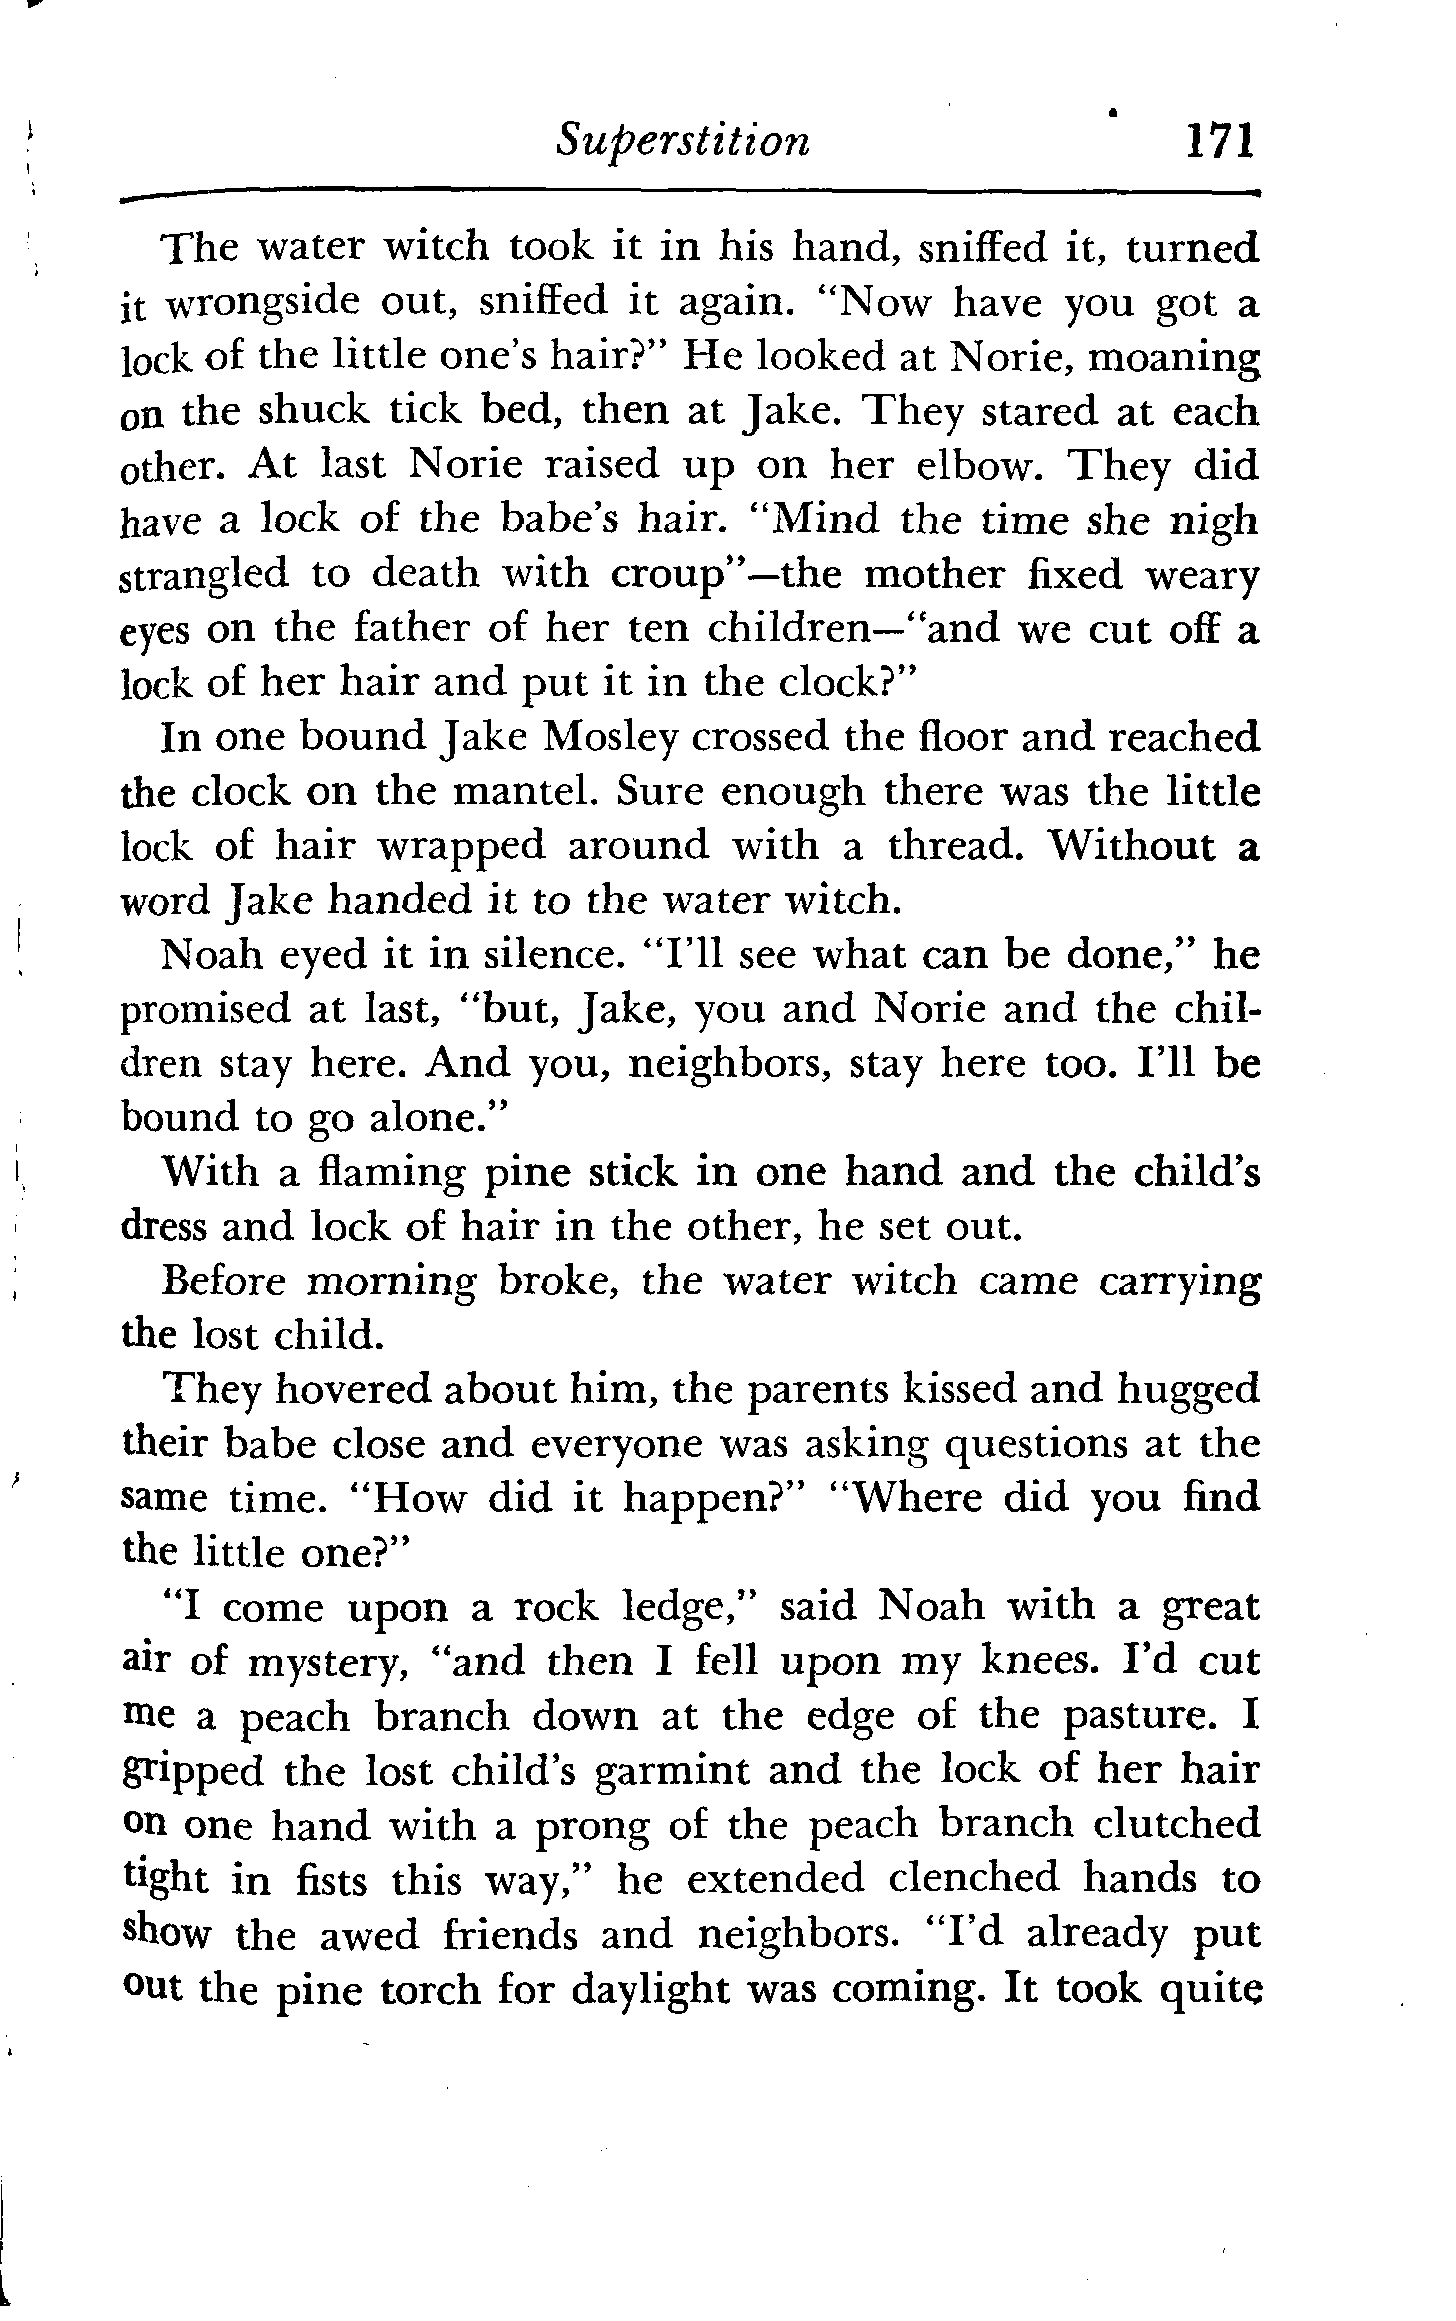 Superstition 171
The water witch took it in his hand, sniffed it, turned
it wrongside out, sniffed it again. “Now have you got a
lock of the little one’s hair?” He looked at Norie, moaning
on the shuck tick bed, then at Jake. They stared at each
other. At last Norie raised up on her elbow. They did
have a lock of the babe’s hair. “Mind the time she nigh
strangled to death with croup”—the mother fixed weary
eyes on the father of her ten children—“and we cut off a
lock of her hair and put it in the clock?”
In one bound Jake Mosley crossed the floor and reached
the clock on the mantel. Sure enough there was the little
lock of hair wrapped around with a thread. Without a
word Jake handed it to the water witch.
Noah eyed it in silence. “I’ll see what can be done,” he
promised at last, “but, Jake, you and Norie and the chil-
dren stay here. And you, neighbors, stay here too. I’ll be
bound to go alone.”
With a flaming pine stick in one hand and the child’s
dress and lock of hair in the other, he set out.
Before morning broke, the water witch came carrying
the lost child.
They hovered about him, the parents kissed and hugged
their babe close and everyone was asking questions at the
same time. “How did it happen?” “Where did you find
the little one?”
“I come upon a rock ledge,” said Noah with a great
air of mystery, “and then I fell upon my knees. I’d cut
me a peach branch down at the edge of the pasture. I
gripped the lost child’s garmint and the lock of her hair
on one hand with a prong of the peach branch clutched
tight in fists this way,” he extended clenched hands to
show the awed friends and neighbors. “I’d already put
out the pine torch for daylight was coming. It took quite